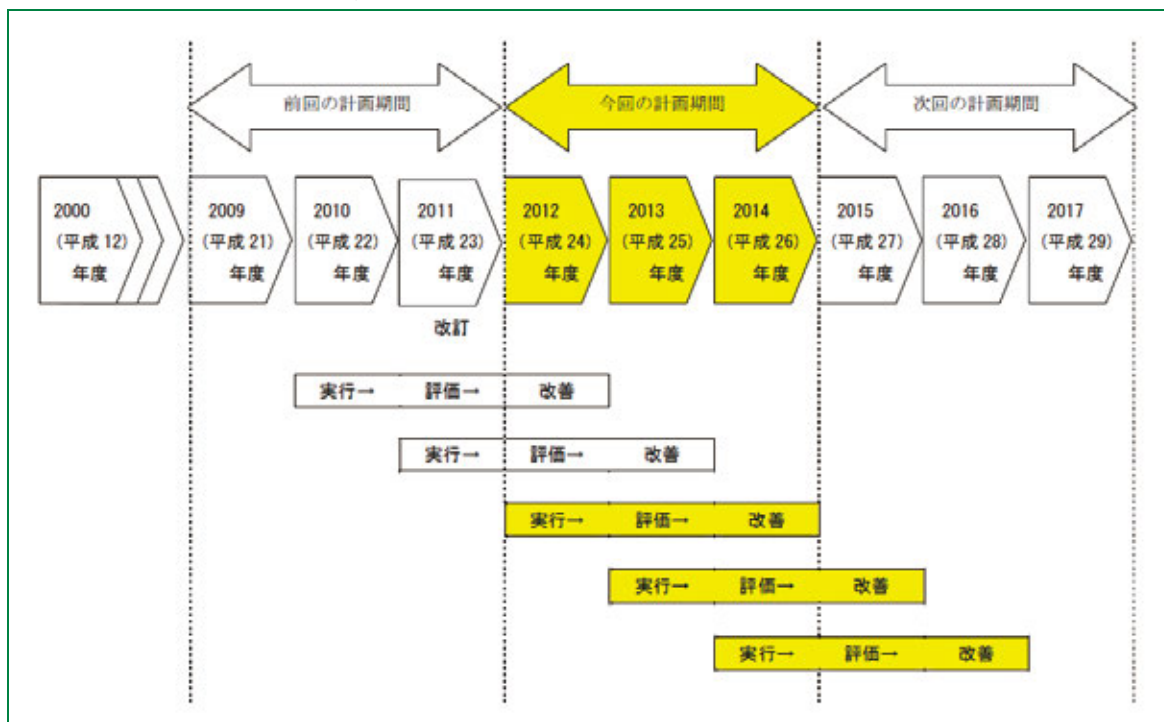 前回の計画期間
今回の計画期間
次回の計画期間
2000
(平成 12)
年度
2009
(平成 21)
年度
2010
(平成 22)
年度
2011
(平成 23)
年度
2012
(平成 24)
年度
2013
(平成 25)
年度
2014
(平成 26)
年度
2015
(平成 27)
年度
2016
(平成 28)
年度
2017
(平成 29)
年度
改訂
実行→ 評価→ 改善
実行→ 評価→ 改善
実行→ 評価→ 改善
実行→ 評価→ 改善
実行→ 評価→ 改善